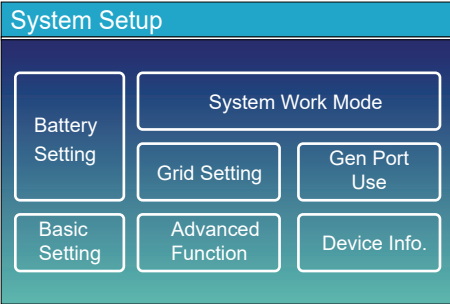 System Setup
Battery
Setting
System Work Mode
Grid Setting
Gen Port
Use
Basic
Setting
Advanced
Function
Device Info.